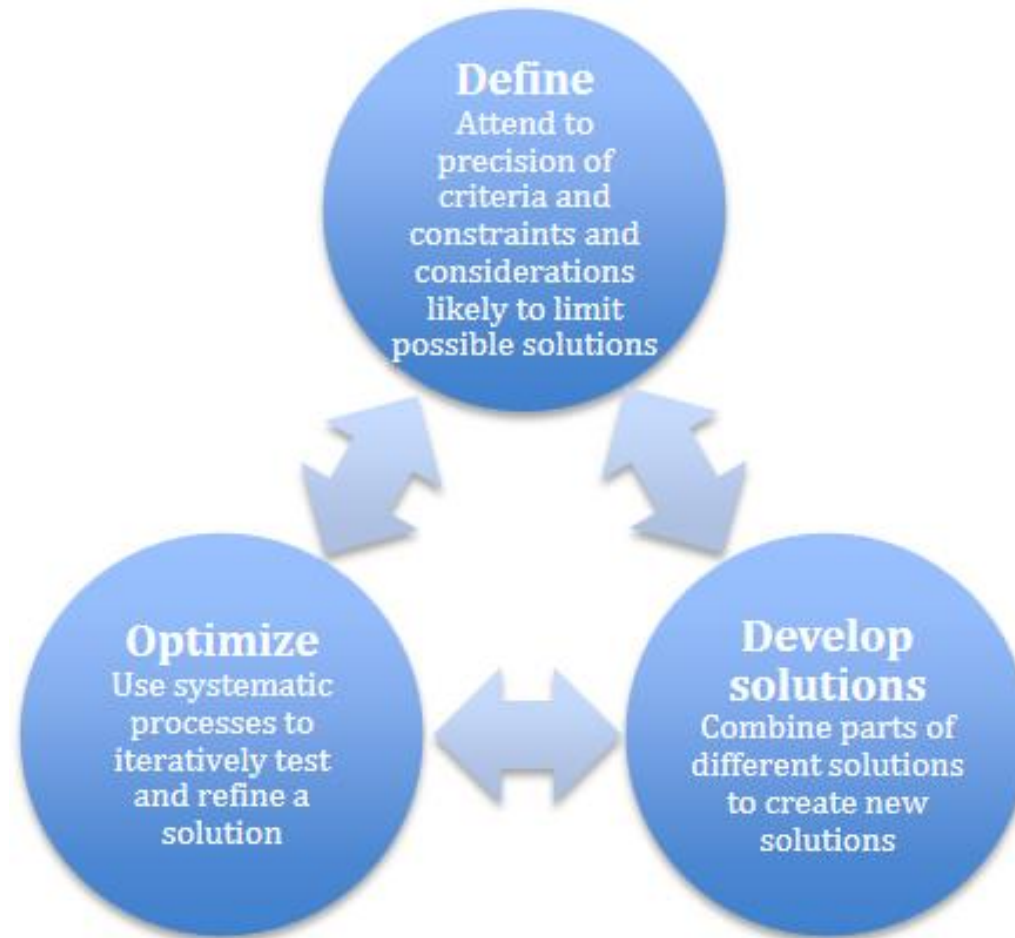 Define
Attend to
precision of
criteria and
constraints and
considerations
likely to limit
possible solutions
Optimize
Use systematic
processes to
iteratively test
and refine a
solution
Develop
solutions
Combine parts of
different solutions
to create new
solutions